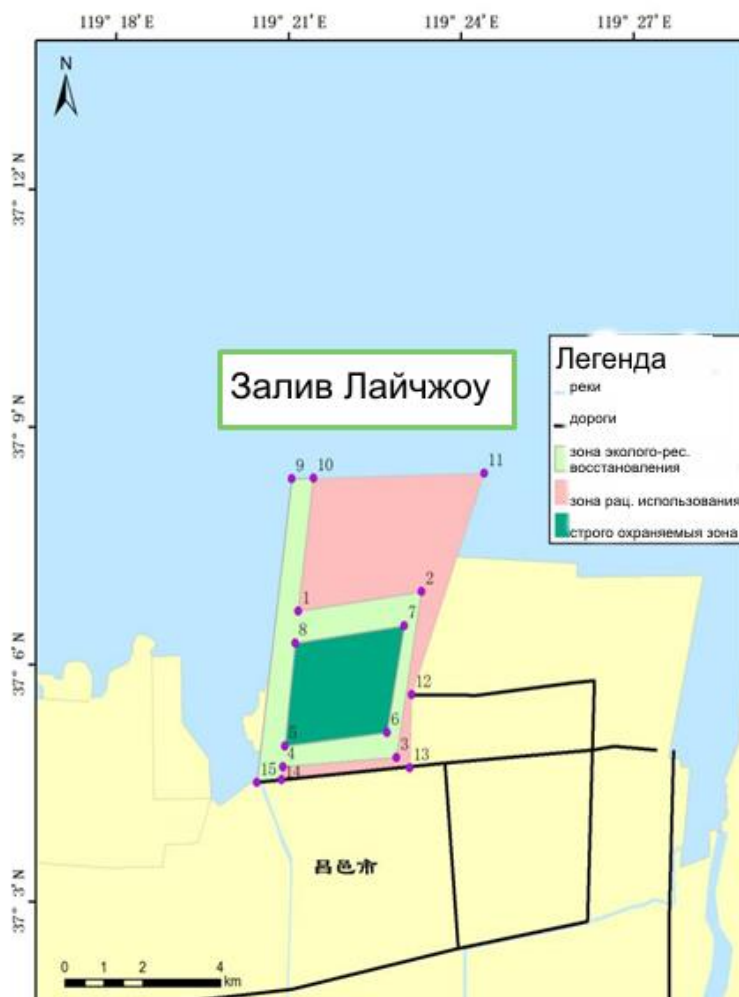 119° 18′ E
119° 21′ E
119° 24′ E
119° 27′ E
N
37° 12′ N
37° 9′ N
37° 6′ N
37° 3′ N
Залив Лайчжоу
Легенда
реки
дороги
зона эколого-рес.
восстановления
зона рац. использования
строго охраняемыя зона
9
10
11
1
2
7
8
12
5
6
4
3
15
14
13
昌邑市
0 1 2 4
km